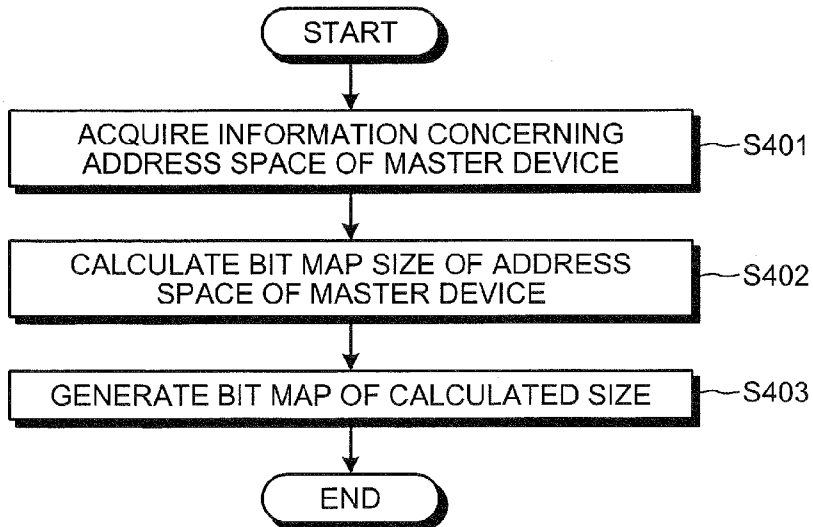 START
ACQUIRE INFORMATION CONCERNING
ADDRESS SPACE OF MASTER DEVICE
S401
CALCULATE BIT MAP SIZE OF ADDRESS
SPACE OF MASTER DEVICE
S402
GENERATE BIT MAP OF CALCULATED SIZE
S403
END